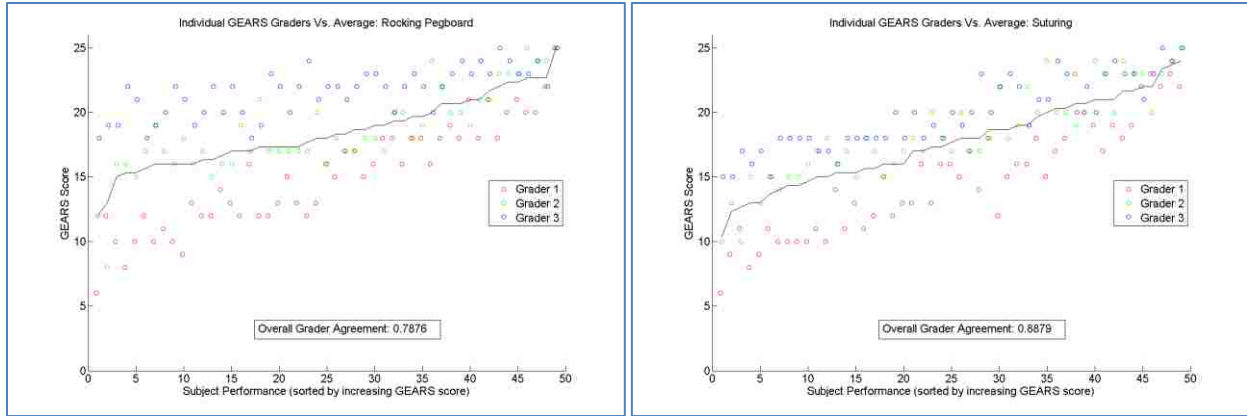 Individual GEARS Graders Vs. Average: Rocking Pegboard
25
20
15
10
5
0
GEARS Score
Grader 1
Grader 2
Grader 3
Overall Grader Agreement: 0.7876
0 5 10 15 20 25 30 35 40 45 50
Subject Performance (sorted by increasing GEARS score)
Individual GEARS Graders Vs. Average: Suturing
25
20
15
10
5
0
GEARS Score
Grader 1
Grader 2
Grader 3
Overall Grader Agreement: 0.8879
0 5 10 15 20 25 30 35 40 45 50
Subject Performance (sorted by increasing GEARS score)